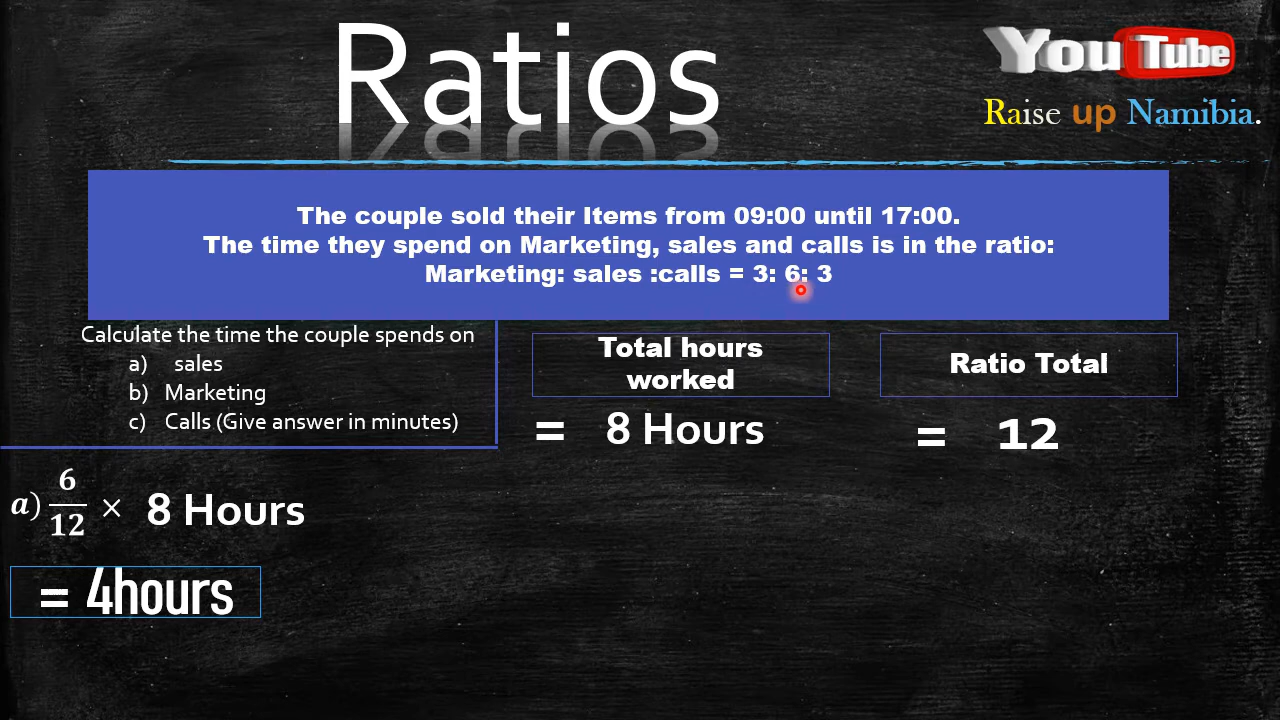 Ratios
YouTube
Raise up Namibia.
The couple sold their Items from 09:00 until 17:00.
The time they spend on Marketing, sales and calls is in the ratio:
Marketing: sales :calls = 3: 6: 3
Calculate the time the couple spends on
a) sales
b) Marketing
c) Calls (Give answer in minutes)
Total hours
worked
= 8 Hours
Ratio Total
= 12
a) 6/12 × 8 Hours
= 4hours